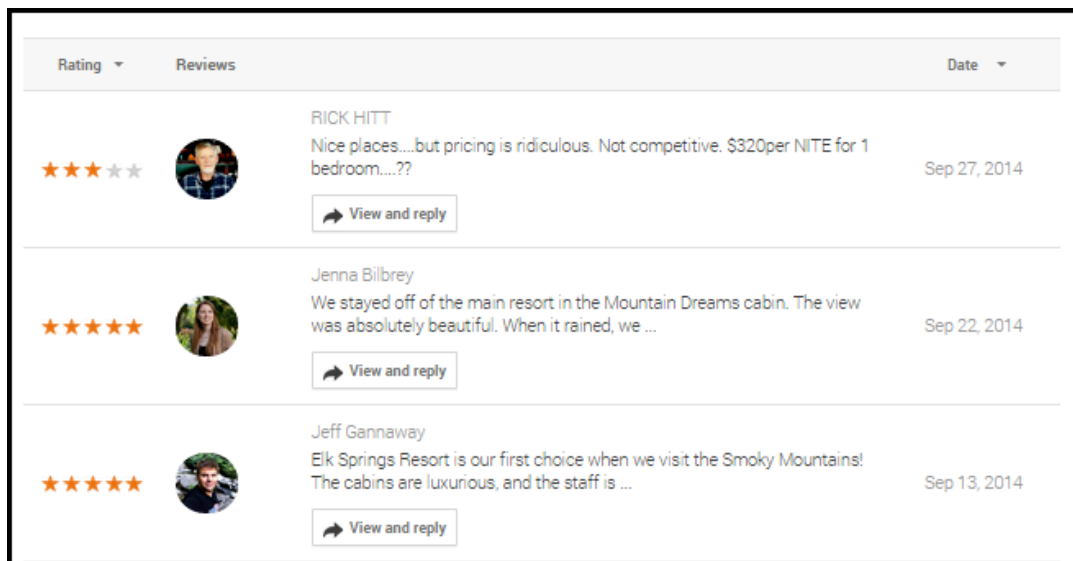 Rating Reviews Date
RICK HITT
Nice places....but pricing is ridiculous. Not competitive. $320per NITE for 1
bedroom....??
Sep 27, 2014
View and reply
Jenna Bilbrey
We stayed off of the main resort in the Mountain Dreams cabin. The view
was absolutely beautiful. When it rained, we ...
Sep 22, 2014
View and reply
Jeff Gannaway
Elk Springs Resort is our first choice when we visit the Smoky Mountains!
The cabins are luxurious, and the staff is ...
Sep 13, 2014
View and reply